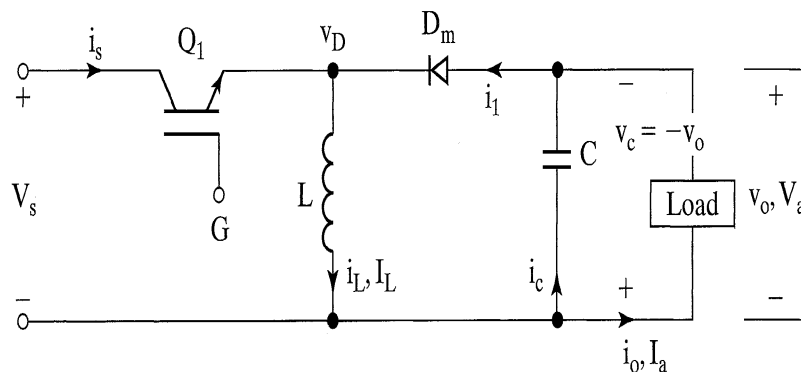 i_s Q_1 v_D D_m
+ i_1 − +
v_c = −v_o
V_s L C Load v_o, V_a
G
− i_L, I_L i_c + −
i_o, I_a